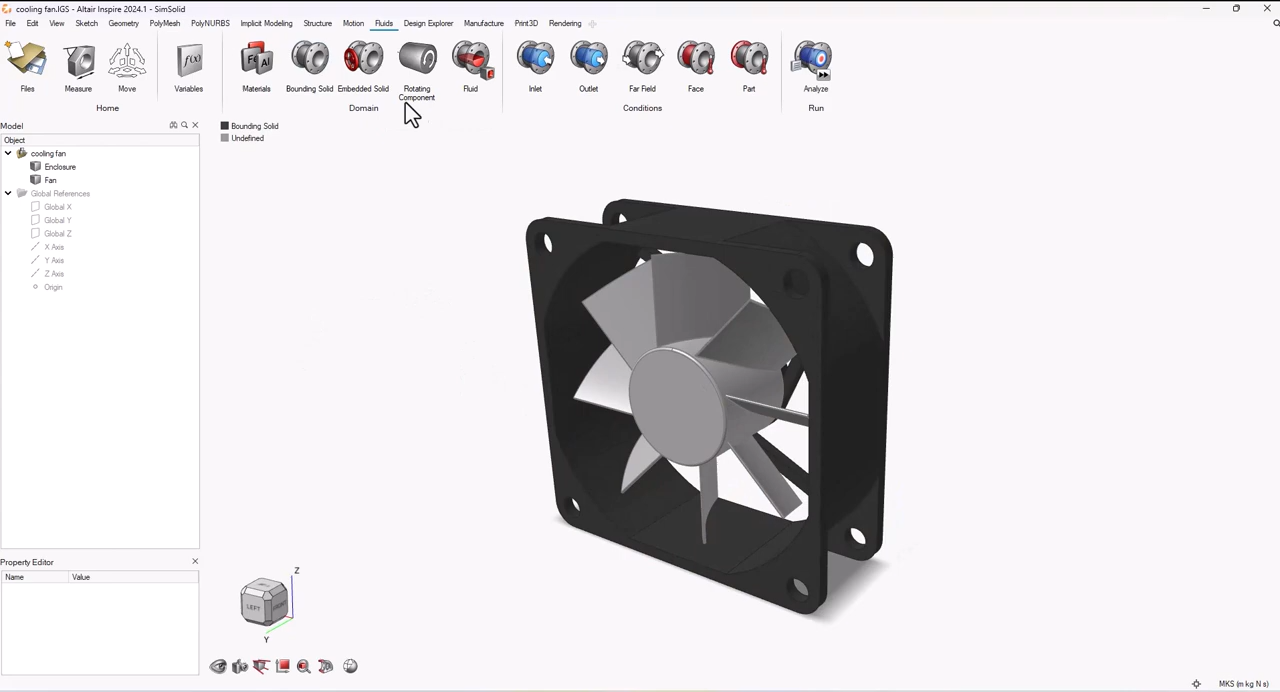 cooling fan.IGS - Altair Inspire 2024.1 - SimSolid
File Edit View Sketch Geometry PolyMesh PolyNURBS Implicit Modeling Structure Motion Fluids Design Explorer Manufacture Print3D Rendering
Files Measure Move Variables Materials Bounding Solid Embedded Solid Rotating Component Fluid Inlet Outlet Far Field Face Part Analyze
Home Domain Conditions Run
Fe Al
f(x)
Model
Object
cooling fan
Enclosure
Fan
Global References
Global X
Global Y
Global Z
X Axis
Y Axis
Z Axis
Origin
Bounding Solid
Undefined
Property Editor
Name Value
Z
LEFT
Y
MKS (m kg N s)